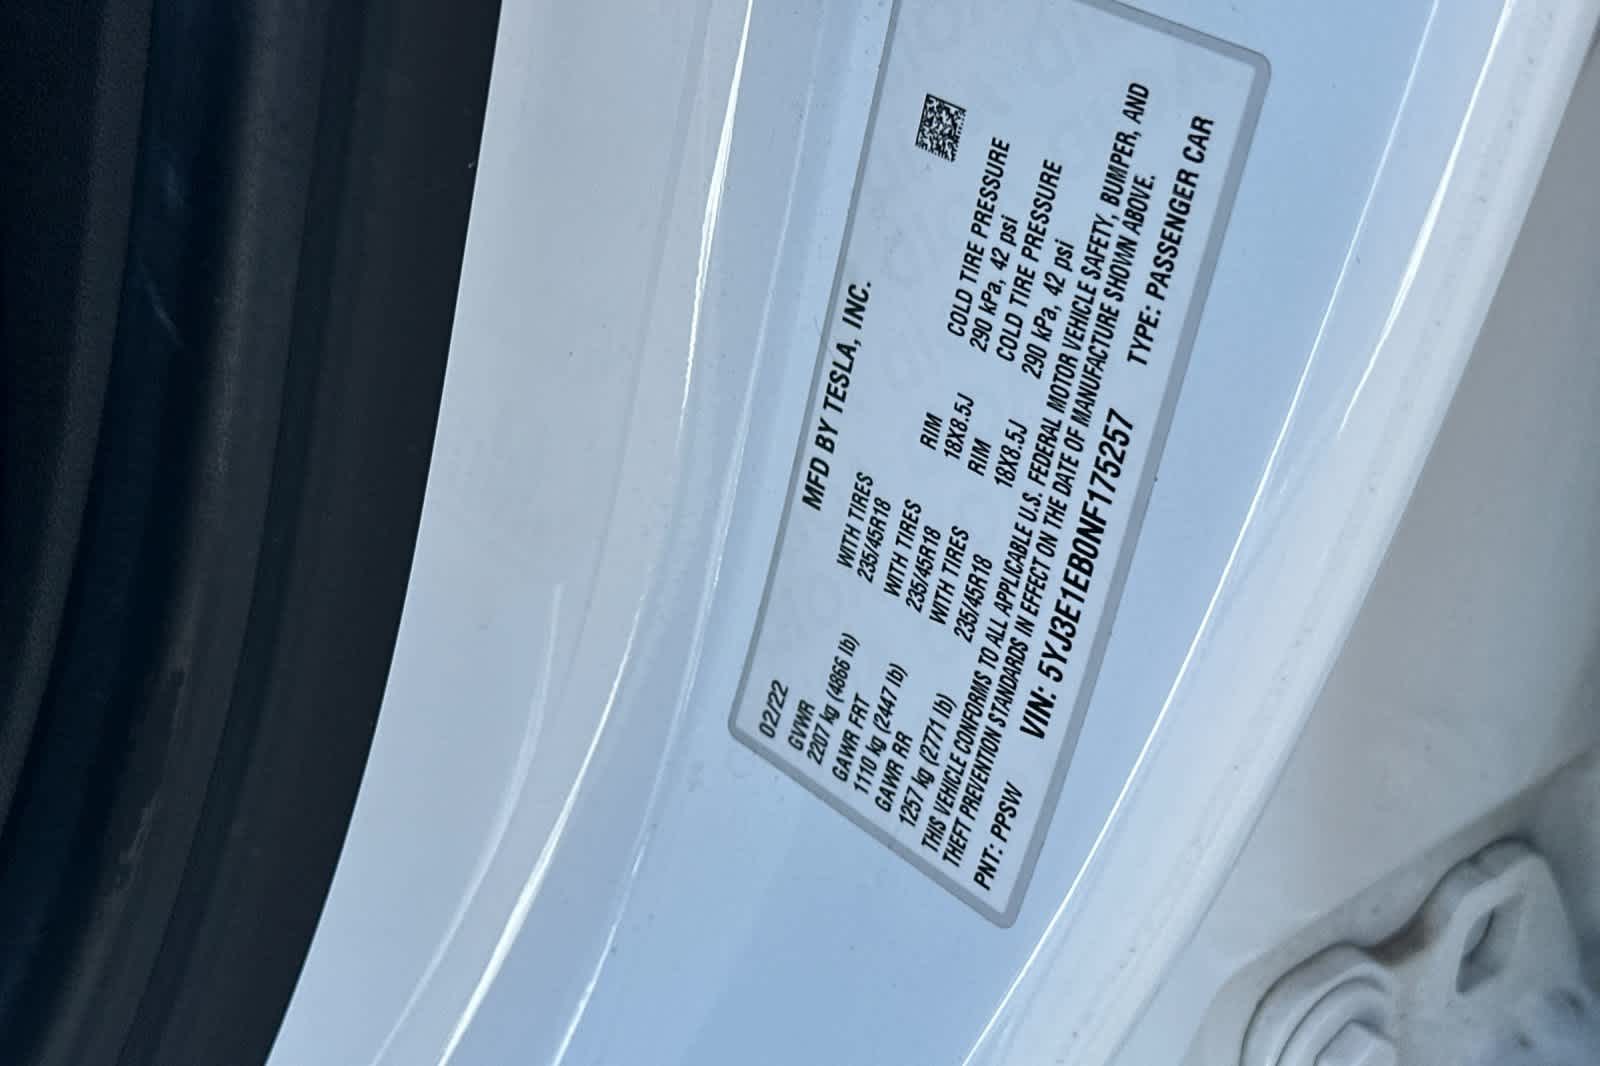 02/22 MFD BY TESLA, INC.
GVWR WITH TIRES
2207 kg (4866 lb) 235/45R18
GAWR FRT WITH TIRES RIM COLD TIRE PRESSURE
1110 kg (2447 lb) 235/45R18 18X8.5J 290 kPa, 42 psi
GAWR RR WITH TIRES RIM COLD TIRE PRESSURE
1257 kg (2771 lb) 235/45R18 18X8.5J 290 kPa, 42 psi
THIS VEHICLE CONFORMS TO ALL APPLICABLE U.S. FEDERAL MOTOR VEHICLE SAFETY, BUMPER, AND
THEFT PREVENTION STANDARDS IN EFFECT ON THE DATE OF MANUFACTURE SHOWN ABOVE.
PNT: PPSW VIN: 5YJ3E1EB0NF175257 TYPE: PASSENGER CAR